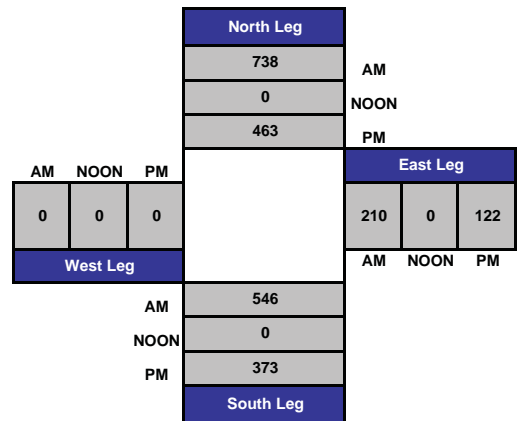 North Leg
738 AM
0 NOON
463 PM
AM NOON PM
East Leg
0 0 0
210 0 122
West Leg
AM NOON PM
AM 546
NOON 0
PM 373
South Leg